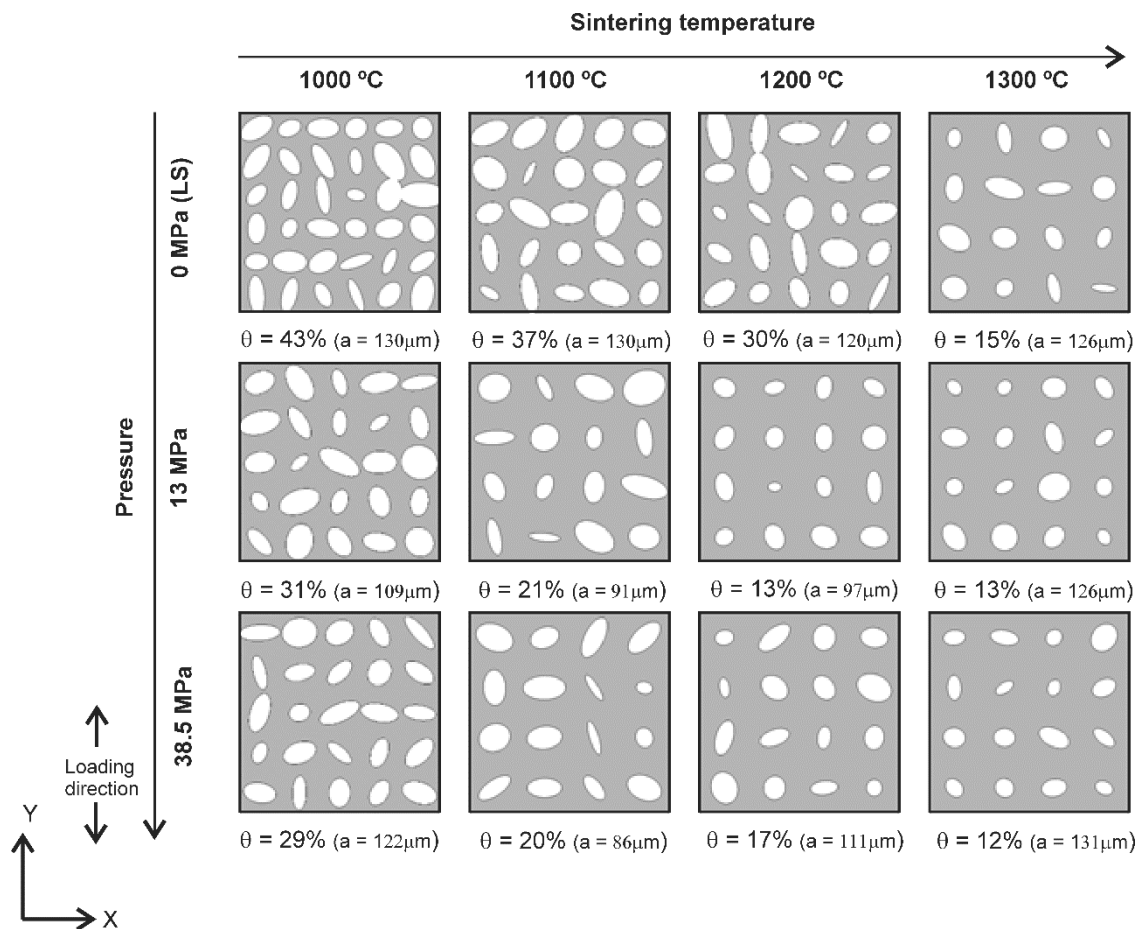 Sintering temperature
1000 ºC 1100 ºC 1200 ºC 1300 ºC
Pressure
0 MPa (LS)
θ = 43% (a = 130μm) θ = 37% (a = 130μm) θ = 30% (a = 120μm) θ = 15% (a = 126μm)
13 MPa
θ = 31% (a = 109μm) θ = 21% (a = 91μm) θ = 13% (a = 97μm) θ = 13% (a = 126μm)
38.5 MPa
θ = 29% (a = 122μm) θ = 20% (a = 86μm) θ = 17% (a = 111μm) θ = 12% (a = 131μm)
Loading
direction
Y
X